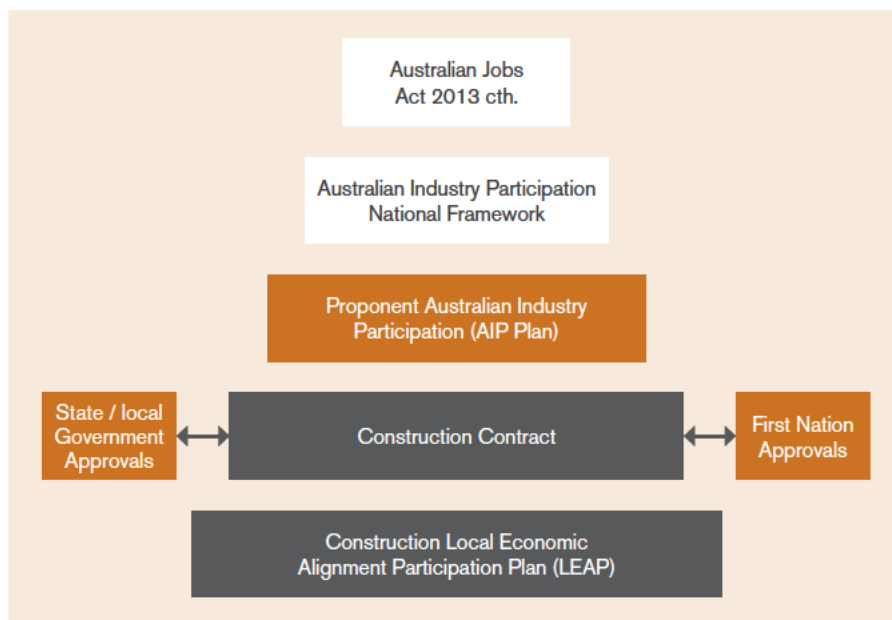 Australian Jobs
Act 2013 cth.
Australian Industry Participation
National Framework
Proponent Australian Industry
Participation (AIP Plan)
State / local
Government
Approvals
Construction Contract
First Nation
Approvals
Construction Local Economic
Alignment Participation Plan (LEAP)